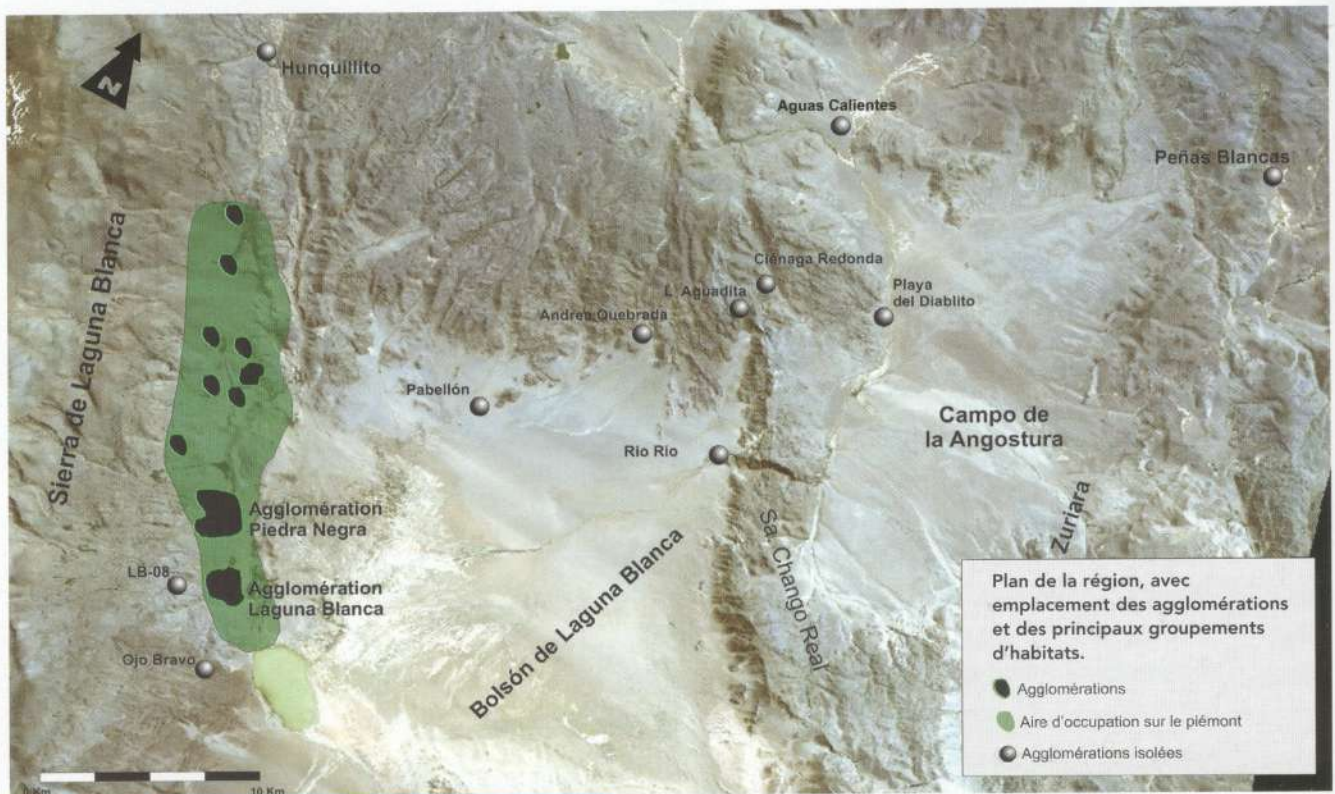 N
Hunquillito
Aguas Calientes
Peñas Blancas
Sierra de Laguna Blanca
Ciénaga Redonda
L' Aguadita
Playa
del Diablito
Andrea Quebrada
Pabellón
Campo de
la Angostura
Rio Rio
Agglomération
Piedra Negra
Zuriara
Sa. Chango Real
Bolsón de Laguna Blanca
LB-08
Agglomération
Laguna Blanca
Ojo Bravo
Plan de la région, avec
emplacement des agglomérations
et des principaux groupements
d'habitats.
Agglomérations
Aire d'occupation sur le piémont
Agglomérations isolées
0 Km
10 Km